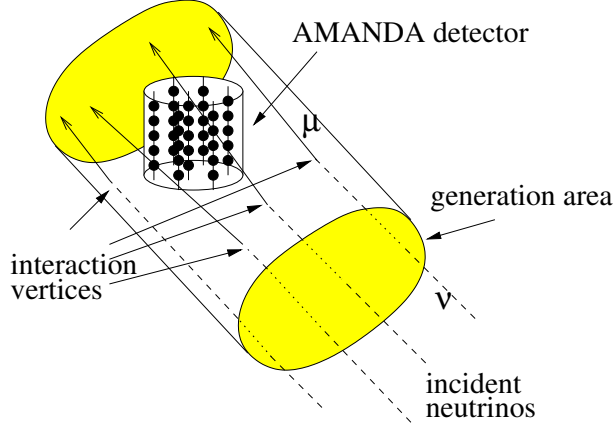 AMANDA detector
μ
generation area
interaction
vertices
ν
incident
neutrinos